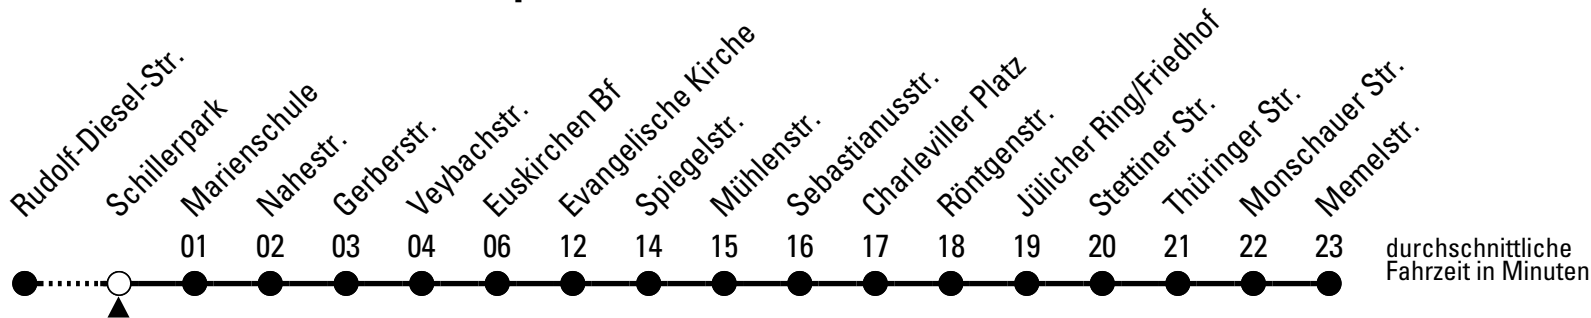 Rudolf-Diesel-Str.
Schillerpark
Marienschule
Nahestr.
Gerberstr.
Veybachstr.
Euskirchen Bf
Evangelische Kirche
Spiegelstr.
Mühlenstr.
Sebastianusstr.
Charleviller Platz
Röntgenstr.
Jülicher Ring/Friedhof
Stettiner Str.
Thüringer Str.
Monschauer Str.
Memelstr.
01 02 03 04 06 12 14 15 16 17 18 19 20 21 22 23
durchschnittliche
Fahrzeit in Minuten